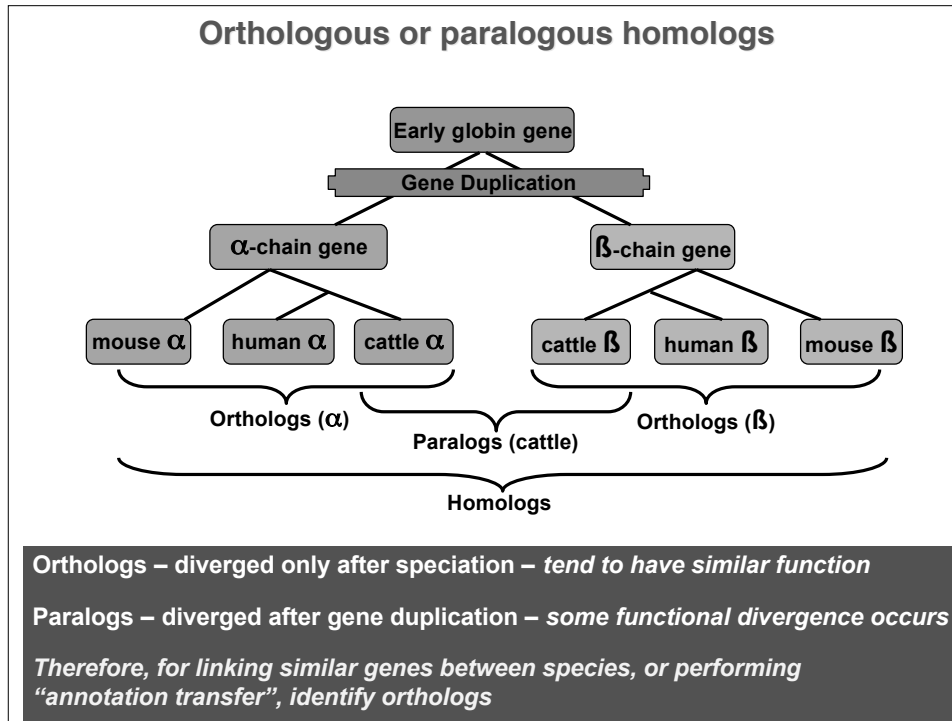 Orthologous or paralogous homologs
Early globin gene
Gene Duplication
α-chain gene
ß-chain gene
mouse α
human α
cattle α
cattle ß
human ß
mouse ß
Orthologs (α)
Orthologs (ß)
Paralogs (cattle)
Homologs
Orthologs – diverged only after speciation – tend to have similar function
Paralogs – diverged after gene duplication – some functional divergence occurs
Therefore, for linking similar genes between species, or performing
“annotation transfer”, identify orthologs